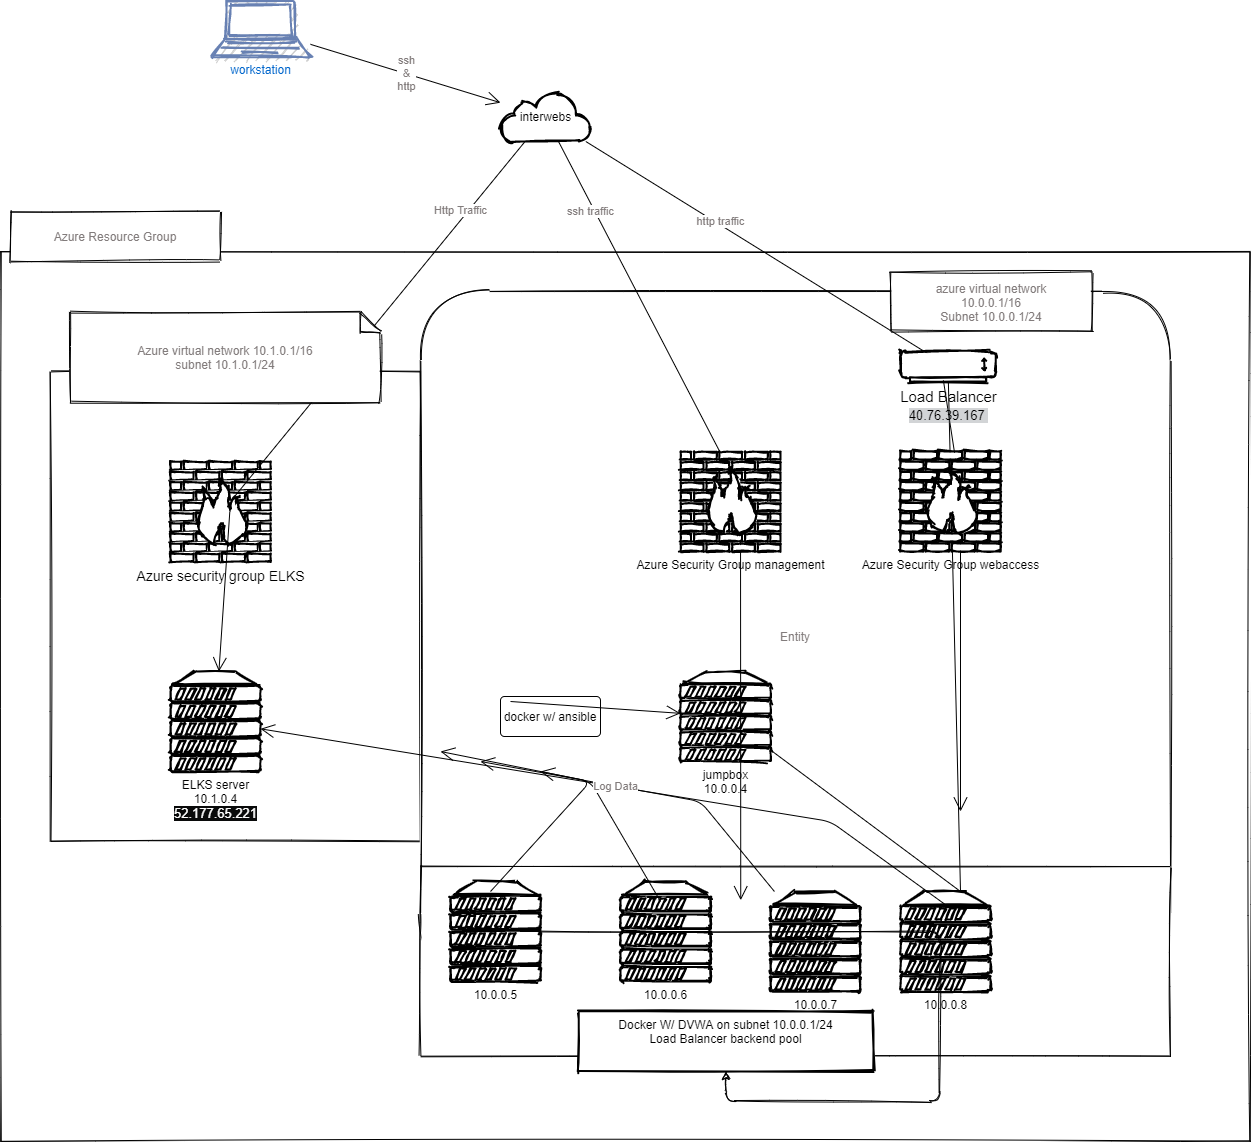 workstation
ssh
&
http
interwebs
Http Traffic
ssh traffic
http traffic
Azure Resource Group
azure virtual network
10.0.0.1/16
Subnet 10.0.0.1/24
Azure virtual network 10.1.0.1/16
subnet 10.1.0.1/24
Load Balancer
40.76.39.167
Azure security group ELKS
Azure Security Group management
Azure Security Group webaccess
Entity
docker w/ ansible
jumpbox
10.0.0.4
ELKS server
10.1.0.4
52.177.65.221
Log Data
10.0.0.5
10.0.0.6
10.0.0.7
10.0.0.8
Docker W/ DVWA on subnet 10.0.0.1/24
Load Balancer backend pool